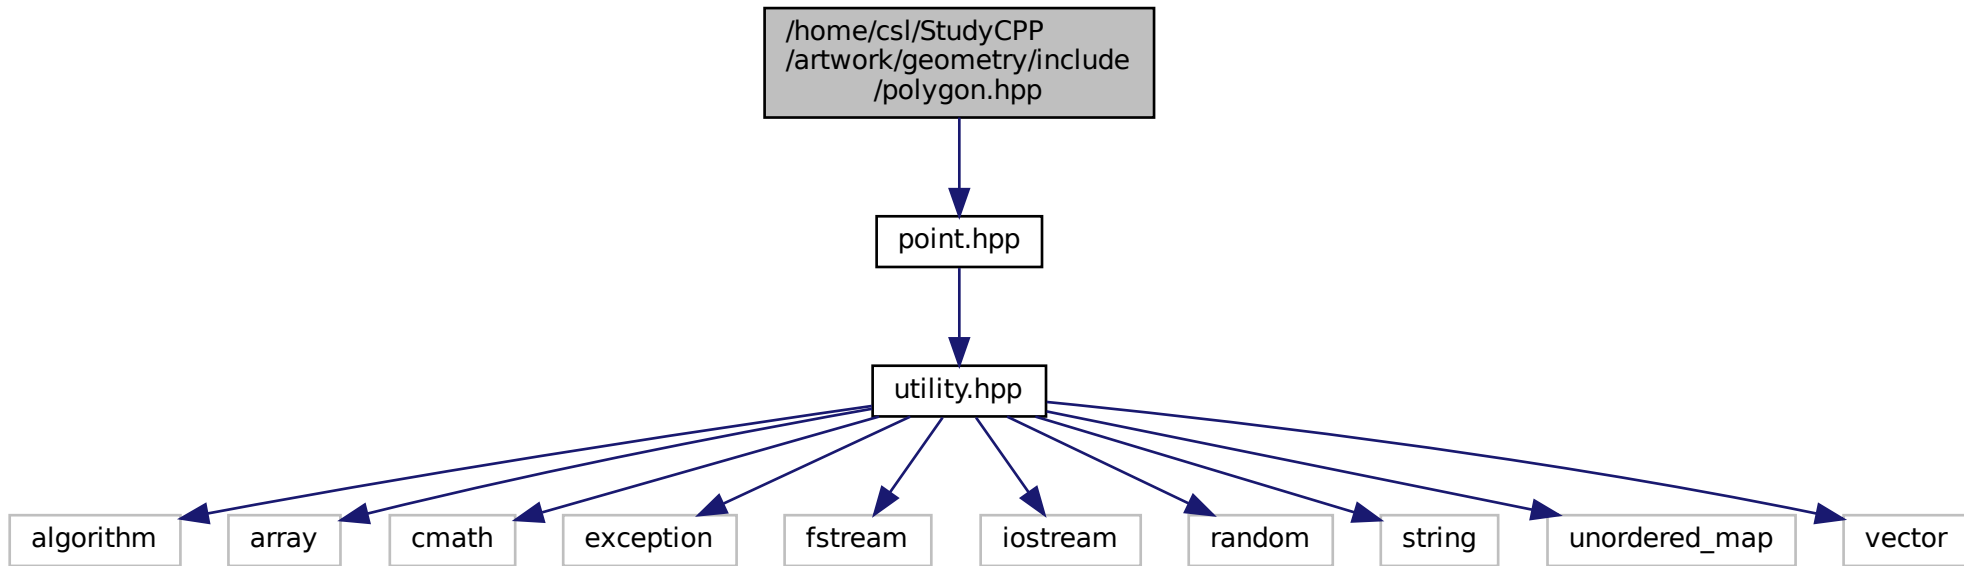 /home/csl/StudyCPP
/artwork/geometry/include
/polygon.hpp
point.hpp
utility.hpp
algorithm
array
cmath
exception
fstream
iostream
random
string
unordered_map
vector